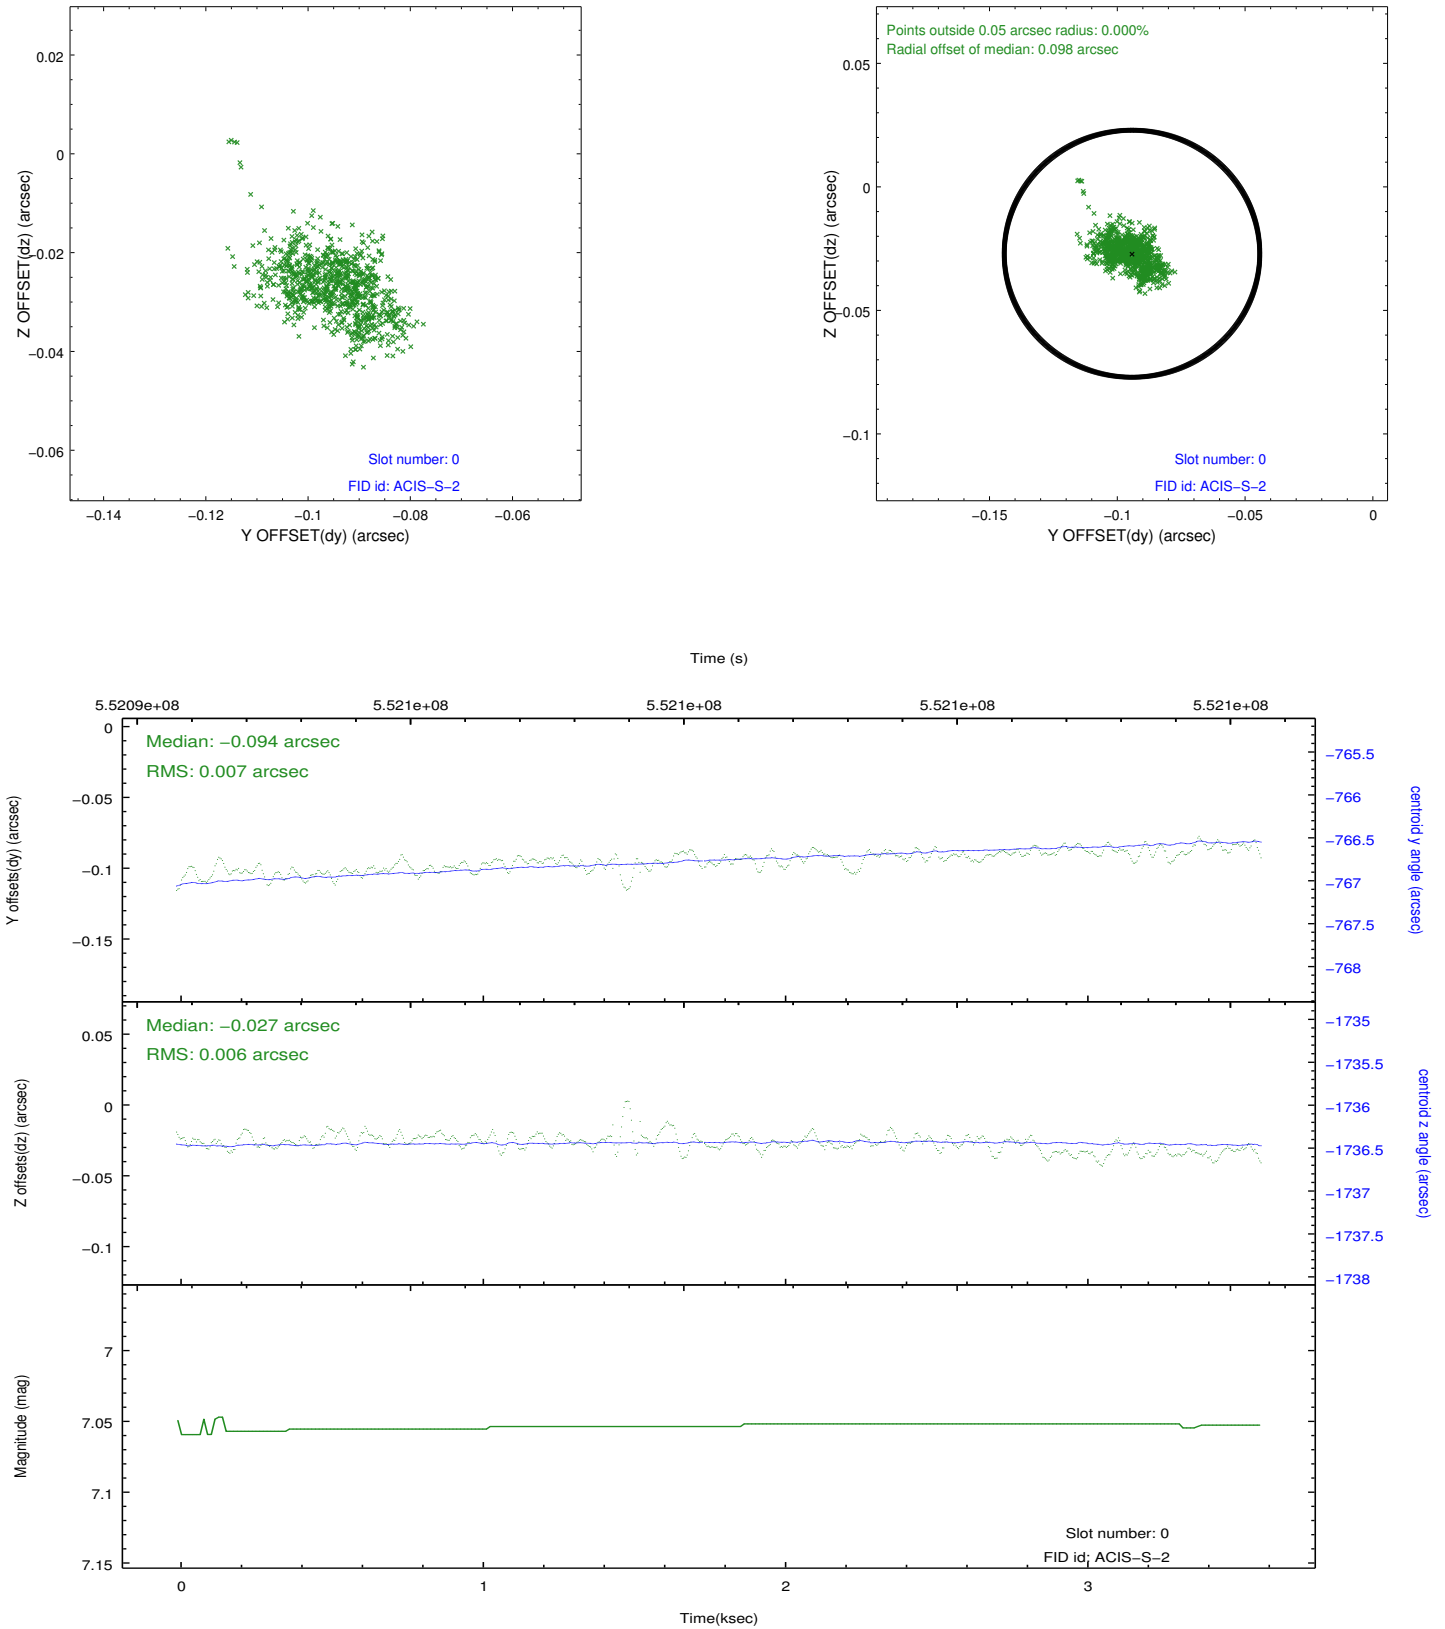 0.02
0
−0.02
−0.04
−0.06
Z OFFSET(dz) (arcsec)
Slot number: 0
FID id: ACIS−S−2
−0.14
−0.12
−0.1
−0.08
−0.06
Y OFFSET(dy) (arcsec)
Points outside 0.05 arcsec radius: 0.000%
Radial offset of median: 0.098 arcsec
0.05
0
−0.05
−0.1
Z OFFSET(dz) (arcsec)
Slot number: 0
FID id: ACIS−S−2
−0.15
−0.1
−0.05
0
Y OFFSET(dy) (arcsec)
Time (s)
5.5209e+08
5.521e+08
5.521e+08
5.521e+08
5.521e+08
Median: −0.094 arcsec
RMS: 0.007 arcsec
0
−0.05
−0.1
−0.15
Y offsets(dy) (arcsec)
−765.5
−766
−766.5
−767
−767.5
−768
centroid y angle (arcsec)
Median: −0.027 arcsec
RMS: 0.006 arcsec
0.05
0
−0.05
−0.1
Z offsets(dz) (arcsec)
−1735
−1735.5
−1736
−1736.5
−1737
−1737.5
−1738
centroid z angle (arcsec)
7
7.05
7.1
7.15
Magnitude (mag)
Slot number: 0
FID id: ACIS−S−2
0
1
2
3
Time(ksec)